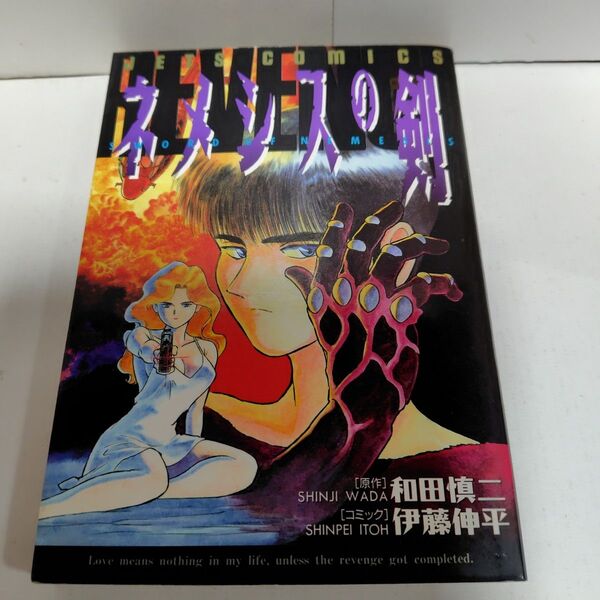 JETS COMICS
REVENGE
ネメシスの剣
SWORD OF NAMESIS
[原作]
SHINJI WADA 和田慎二
[コミック]
SHINPEI ITOH 伊藤伸平
Love means nothing in my life, unless the revenge got completed.